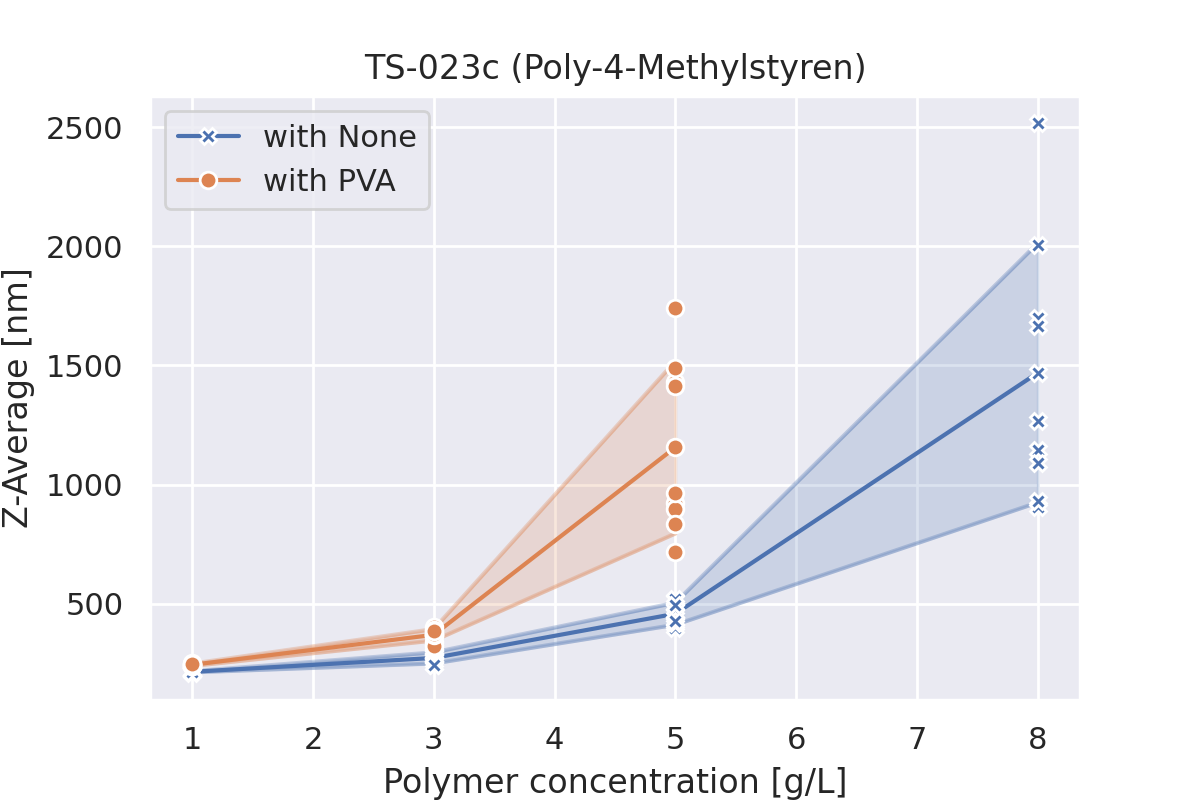 TS-023c (Poly-4-Methylstyren)
with None
with PVA
Z-Average [nm]
2500
2000
1500
1000
500
1 2 3 4 5 6 7 8
Polymer concentration [g/L]